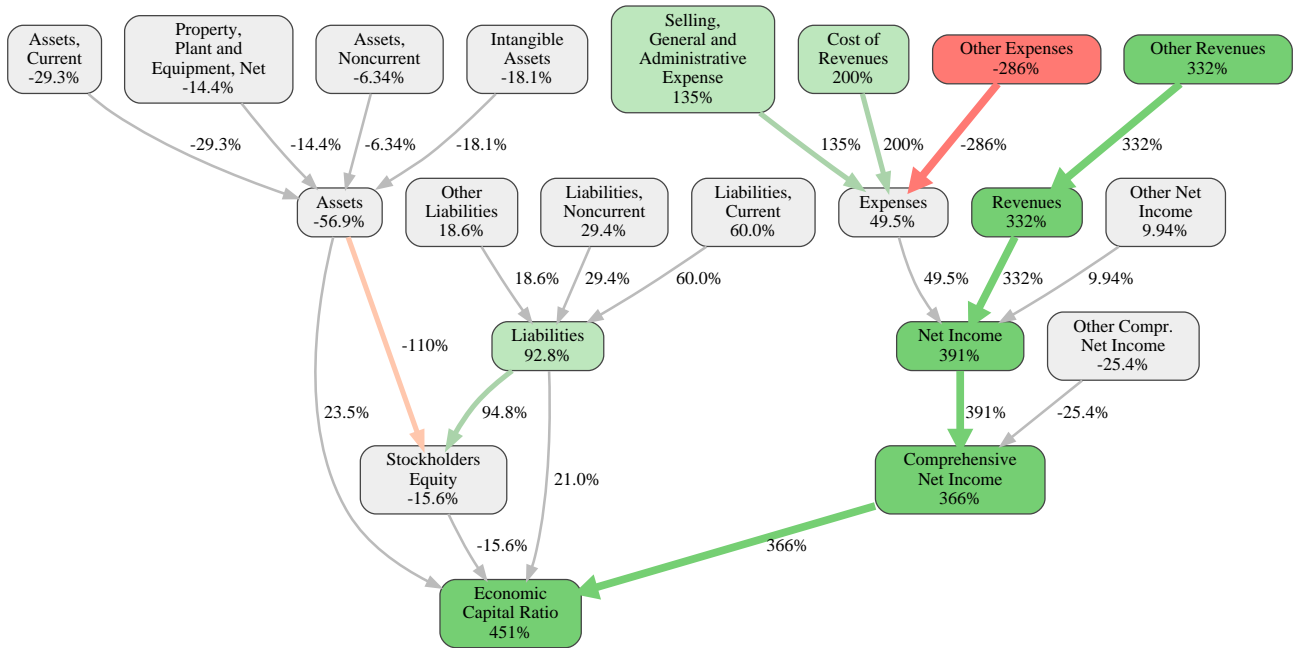 Assets,
Current
-29.3%
Property,
Plant and
Equipment, Net
-14.4%
Assets,
Noncurrent
-6.34%
Intangible
Assets
-18.1%
Selling,
General and
Administrative
Expense
135%
Cost of
Revenues
200%
Other Expenses
-286%
Other Revenues
332%
-29.3%
-14.4%
-6.34%
-18.1%
135%
200%
-286%
332%
Assets
-56.9%
Other
Liabilities
18.6%
Liabilities,
Noncurrent
29.4%
Liabilities,
Current
60.0%
Expenses
49.5%
Revenues
332%
Other Net
Income
9.94%
18.6%
29.4%
60.0%
49.5%
332%
9.94%
-110%
Liabilities
92.8%
Net Income
391%
Other Compr.
Net Income
-25.4%
23.5%
94.8%
391%
-25.4%
Stockholders
Equity
-15.6%
21.0%
Comprehensive
Net Income
366%
-15.6%
366%
Economic
Capital Ratio
451%